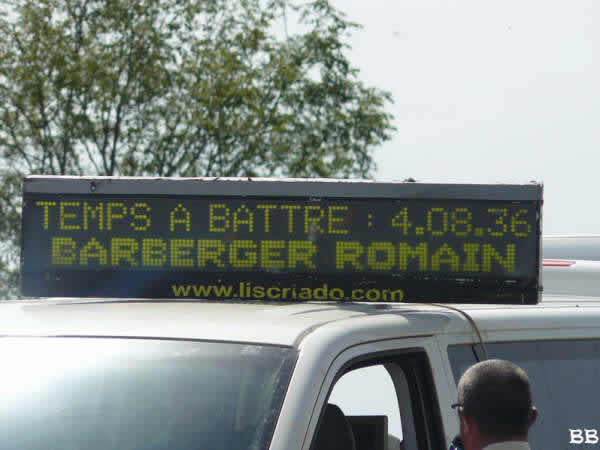 TEMPS A BATTRE : 4.08.36
BARBERGER ROMAIN
www.liscriado.com
BB